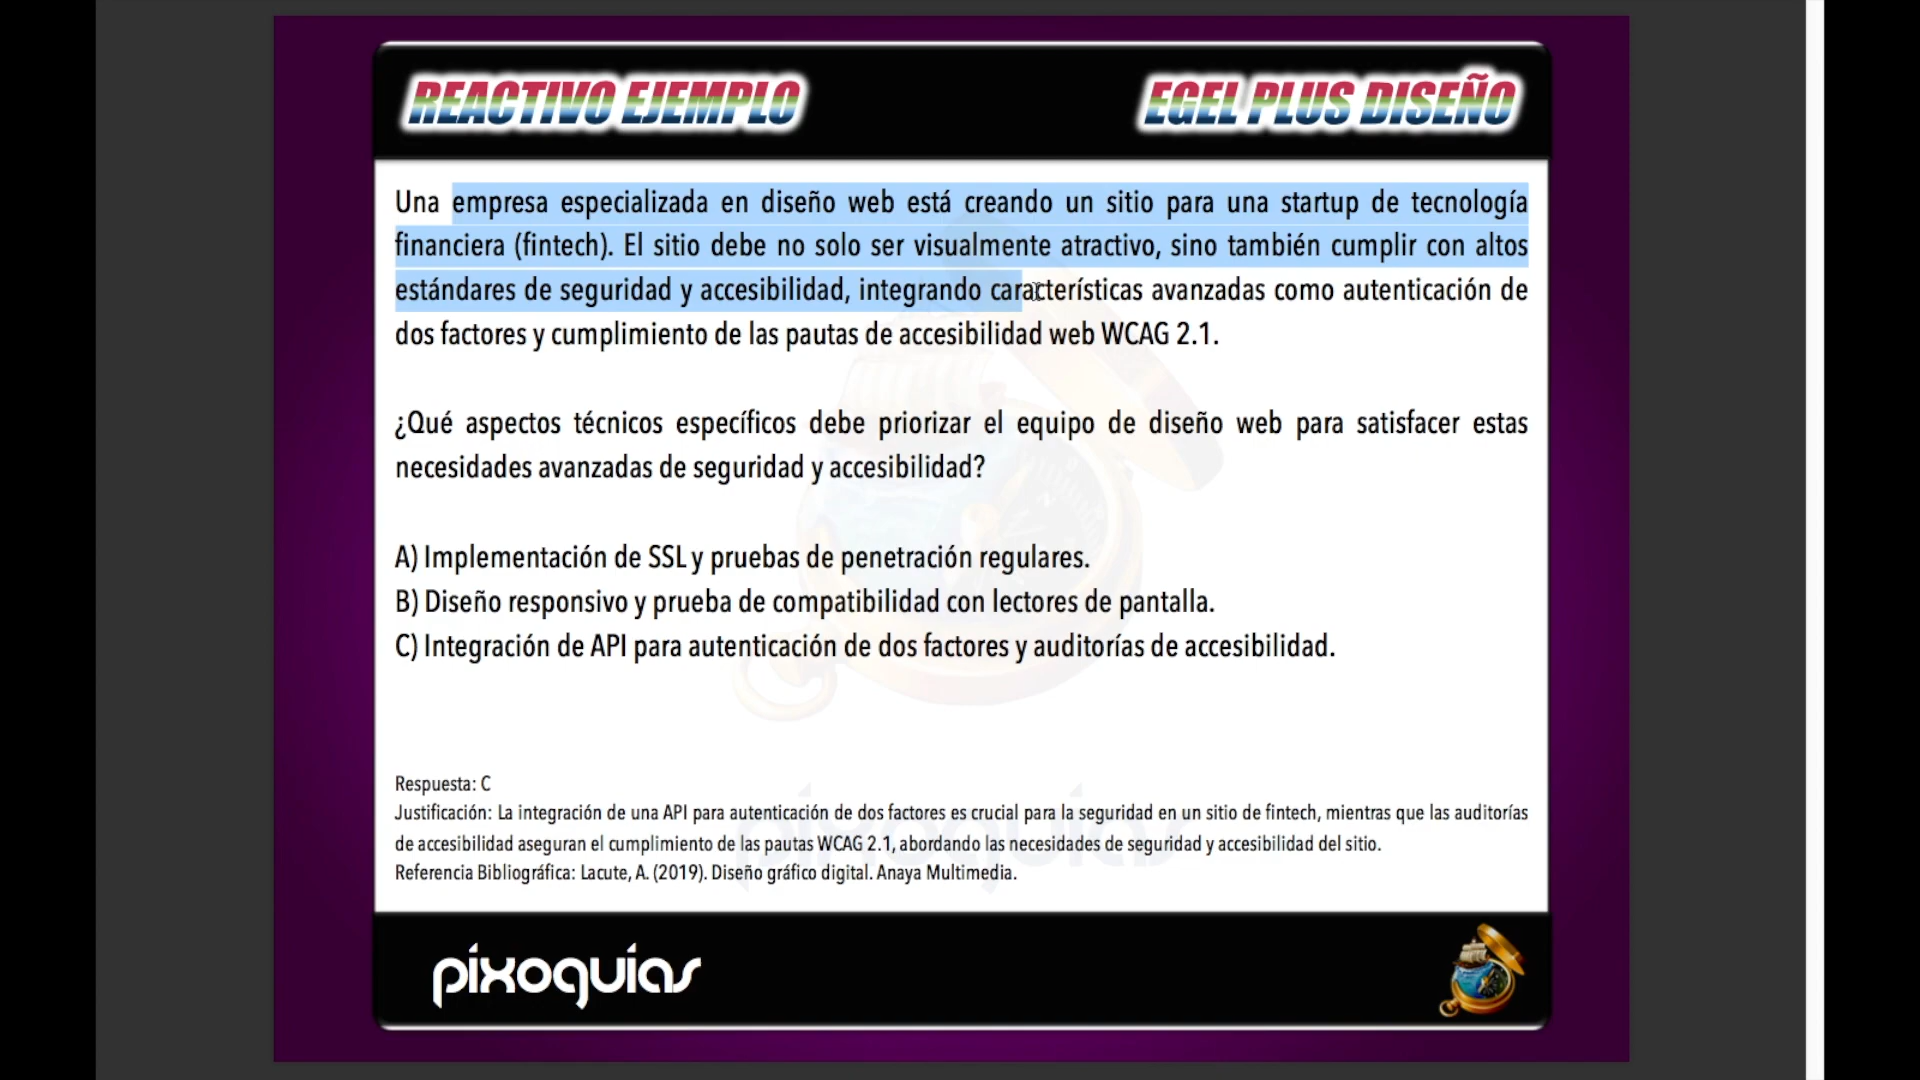 REACTIVO EJEMPLO
EGEL PLUS DISEÑO
Una empresa especializada en diseño web está creando un sitio para una startup de tecnología
financiera (fintech). El sitio debe no solo ser visualmente atractivo, sino también cumplir con altos
estándares de seguridad y accesibilidad, integrando características avanzadas como autenticación de
dos factores y cumplimiento de las pautas de accesibilidad web WCAG 2.1.
¿Qué aspectos técnicos específicos debe priorizar el equipo de diseño web para satisfacer estas
necesidades avanzadas de seguridad y accesibilidad?
A) Implementación de SSL y pruebas de penetración regulares.
B) Diseño responsivo y prueba de compatibilidad con lectores de pantalla.
C) Integración de API para autenticación de dos factores y auditorías de accesibilidad.
Respuesta: C
Justificación: La integración de una API para autenticación de dos factores es crucial para la seguridad en un sitio de fintech, mientras que las auditorías
de accesibilidad aseguran el cumplimiento de las pautas WCAG 2.1, abordando las necesidades de seguridad y accesibilidad del sitio.
Referencia Bibliográfica: Lacute, A. (2019). Diseño gráfico digital. Anaya Multimedia.
pixoguias
pixoguias